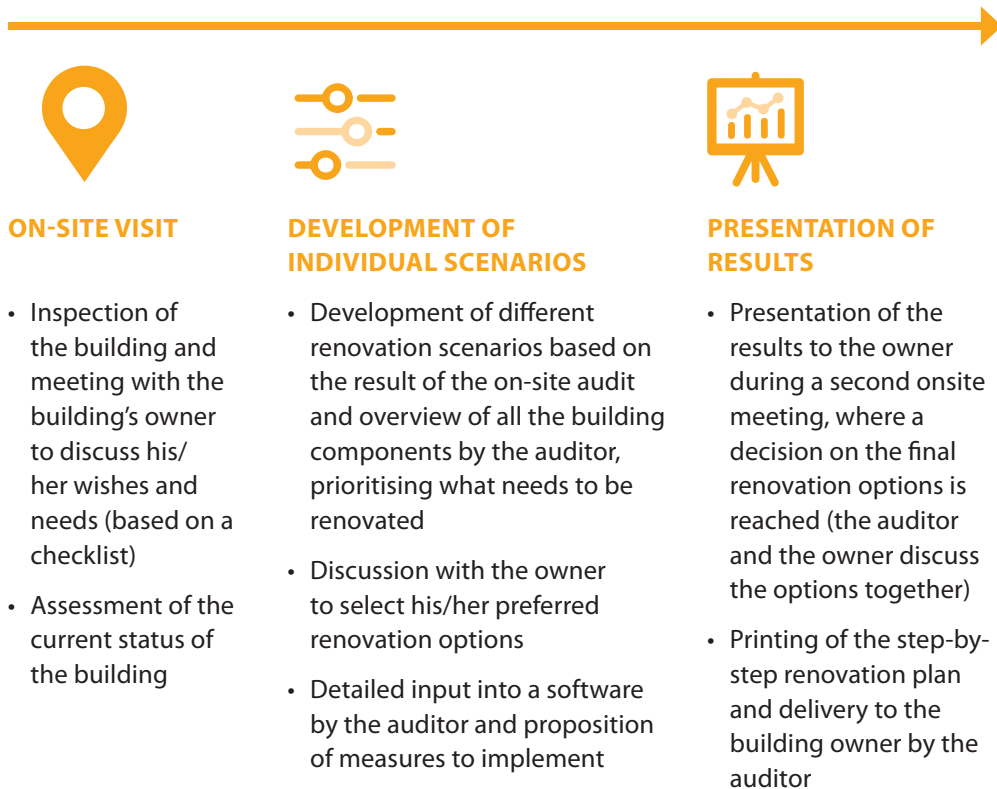 ON-SITE VISIT
• Inspection of
the building and
meeting with the
building's owner
to discuss his/
her wishes and
needs (based on a
checklist)
• Assessment of the
current status of
the building
DEVELOPMENT OF
INDIVIDUAL SCENARIOS
• Development of different
renovation scenarios based on
the result of the on-site audit
and overview of all the building
components by the auditor,
prioritising what needs to be
renovated
• Discussion with the owner
to select his/her preferred
renovation options
• Detailed input into a software
by the auditor and proposition
of measures to implement
PRESENTATION OF
RESULTS
• Presentation of the
results to the owner
during a second onsite
meeting, where a
decision on the final
renovation options is
reached (the auditor
and the owner discuss
the options together)
• Printing of the step-by-
step renovation plan
and delivery to the
building owner by the
auditor